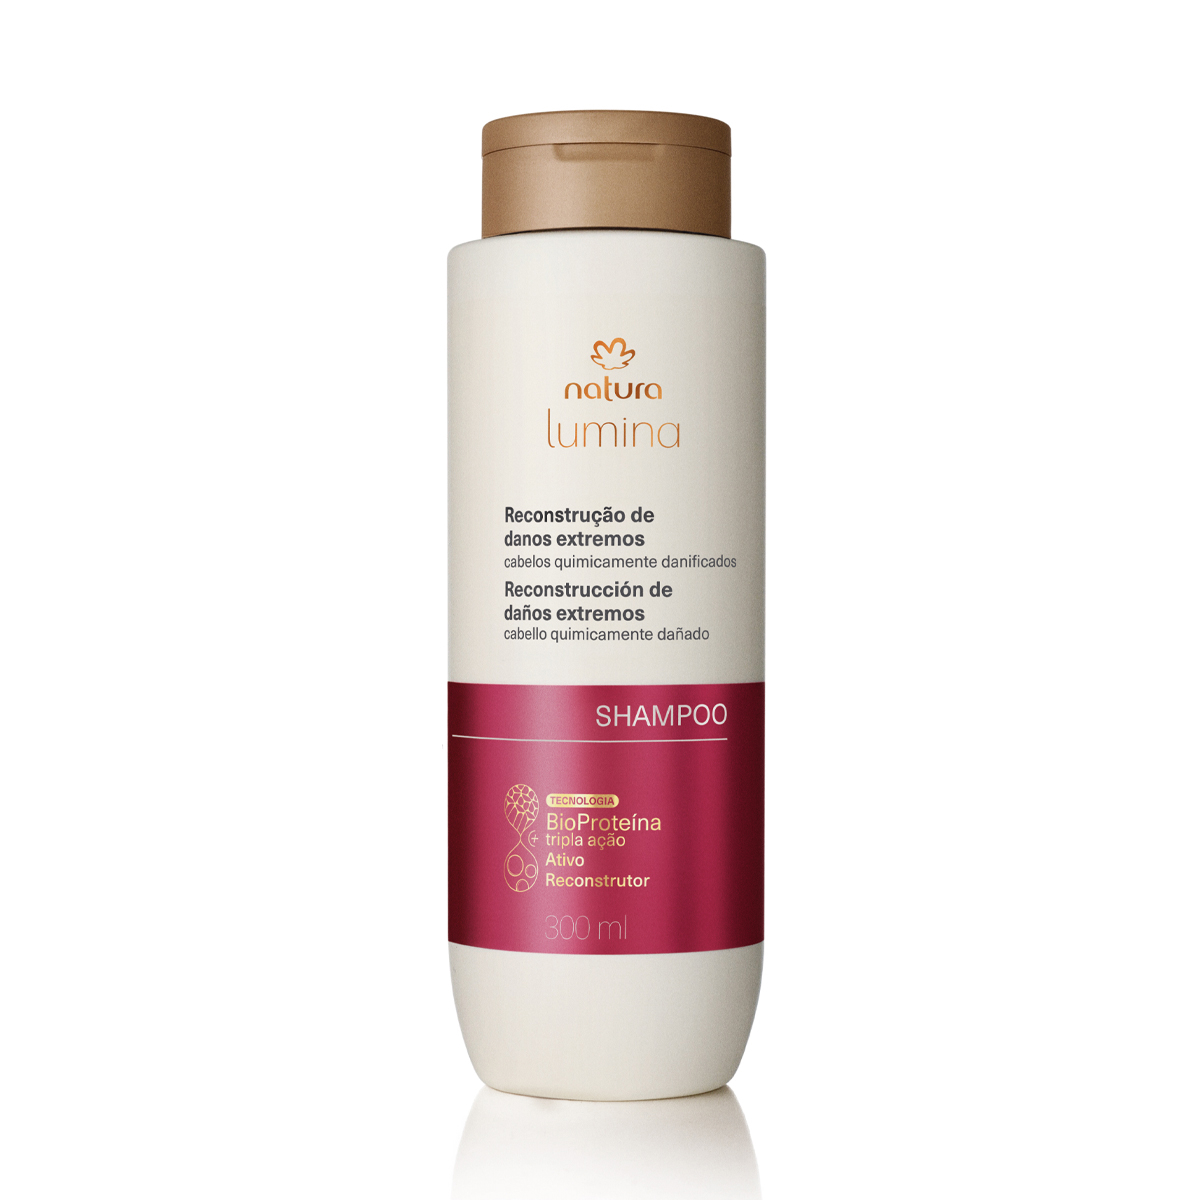 natura
lumina
Reconstrução de
danos extremos
cabelos quimicamente danificados
Reconstrucción de
daños extremos
cabello quimicamente dañado
SHAMPOO
TECNOLOGIA
BioProteína
+ tripla ação
Ativo
Reconstrutor
300 ml